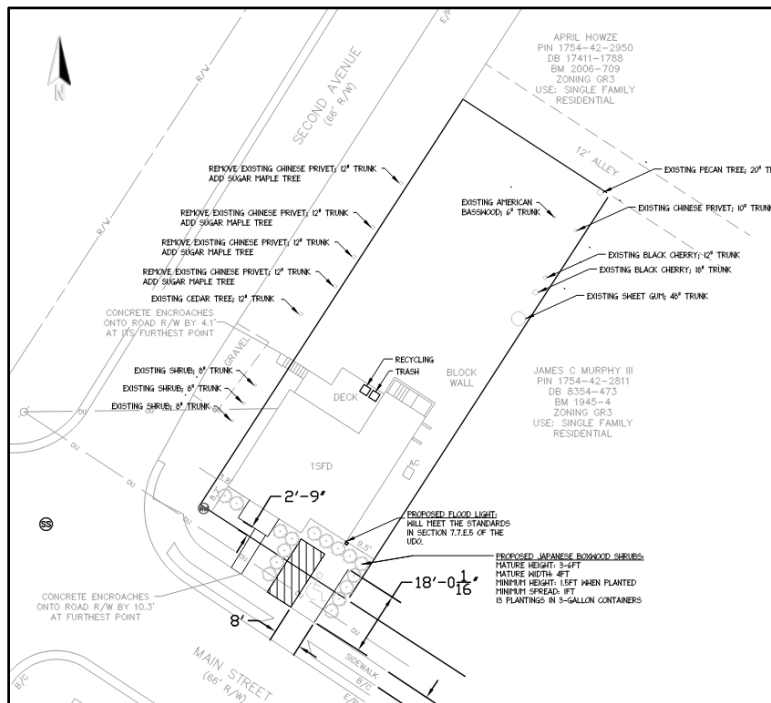 N
R/W
E/P
SECOND AVENUE
(66' R/W)
APRIL HOWZE
PIN 1754-42-2950
DB 17411-1788
BM 2006-709
ZONING GR3
USE: SINGLE FAMILY
RESIDENTIAL
12' ALLEY
REMOVE EXISTING CHINESE PRIVET; 12" TRUNK
ADD SUGAR MAPLE TREE
EXISTING PECAN TREE; 20" T
EXISTING AMERICAN
BASSWOOD; 6" TRUNK
EXISTING CHINESE PRIVET; 10" TRUNK
REMOVE EXISTING CHINESE PRIVET; 12" TRUNK
ADD SUGAR MAPLE TREE
R/W
REMOVE EXISTING CHINESE PRIVET; 12" TRUNK
ADD SUGAR MAPLE TREE
EXISTING BLACK CHERRY; 12" TRUNK
EXISTING BLACK CHERRY; 18" TRUNK
REMOVE EXISTING CHINESE PRIVET; 12" TRUNK
ADD SUGAR MAPLE TREE
EXISTING CEDAR TREE; 12" TRUNK
EXISTING SWEET GUM; 48" TRUNK
CONCRETE ENCROACHES
ONTO ROAD R/W BY 4.1'
AT ITS FURTHEST POINT
GRAVEL
RECYCLING
TRASH
BLOCK
WALL
EXISTING SHRUB; 8" TRUNK
EXISTING SHRUB; 8" TRUNK
EXISTING SHRUB; 8" TRUNK
DECK
JAMES C MURPHY III
PIN 1754-42-2811
DB 8354-473
BM 1945-4
ZONING GR3
USE: SINGLE FAMILY
RESIDENTIAL
OU
OU
OU
1SFD
AC
2'-9"
SS
PROPOSED FLOOD LIGHT:
WILL MEET THE STANDARDS
IN SECTION 7.7.E.5 OF THE
UDO.
9.5'
PROPOSED JAPANESE BOXWOOD SHRUBS:
MATURE HEIGHT: 3-6FT
MATURE WIDTH: 4FT
MINIMUM HEIGHT: 1.5FT WHEN PLANTED
MINIMUM SPREAD: 1FT
13 PLANTINGS IN 3-GALLON CONTAINERS
18'-0 1/16"
CONCRETE ENCROACHES
ONTO ROAD R/W BY 10.3'
AT FURTHEST POINT
8'
OU
SIDEWALK
MAIN STREET
(66' R/W)
B/C
E/P
B/C